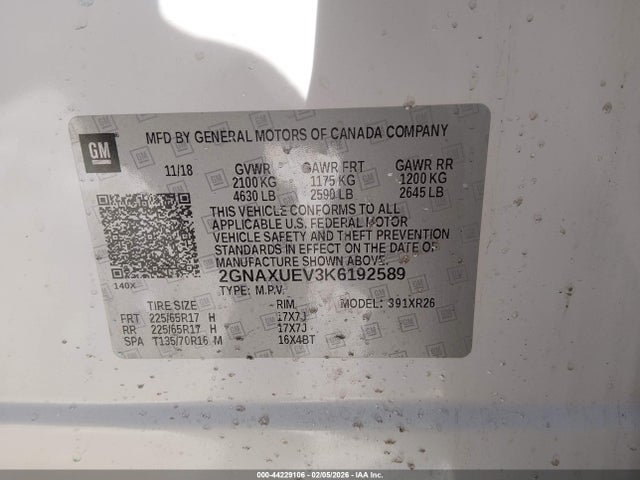 GM
MFD BY GENERAL MOTORS OF CANADA COMPANY
11/18 GVWR GAWR FRT GAWR RR
2100 KG 1175 KG 1200 KG
4630 LB 2590 LB 2645 LB
THIS VEHICLE CONFORMS TO ALL
APPLICABLE U.S. FEDERAL MOTOR
VEHICLE SAFETY AND THEFT PREVENTION
STANDARDS IN EFFECT ON THE DATE OF
MANUFACTURE SHOWN ABOVE.
2GNAXUEV3K6192589
140X
TYPE: M.P.V.
TIRE SIZE RIM MODEL: 391XR26
FRT 225/65R17 H 17X7J
RR 225/65R17 H 17X7J
SPA T135/70R16 M 16X4BT
000-44229106 - 02/05/2026 - IAA Inc.